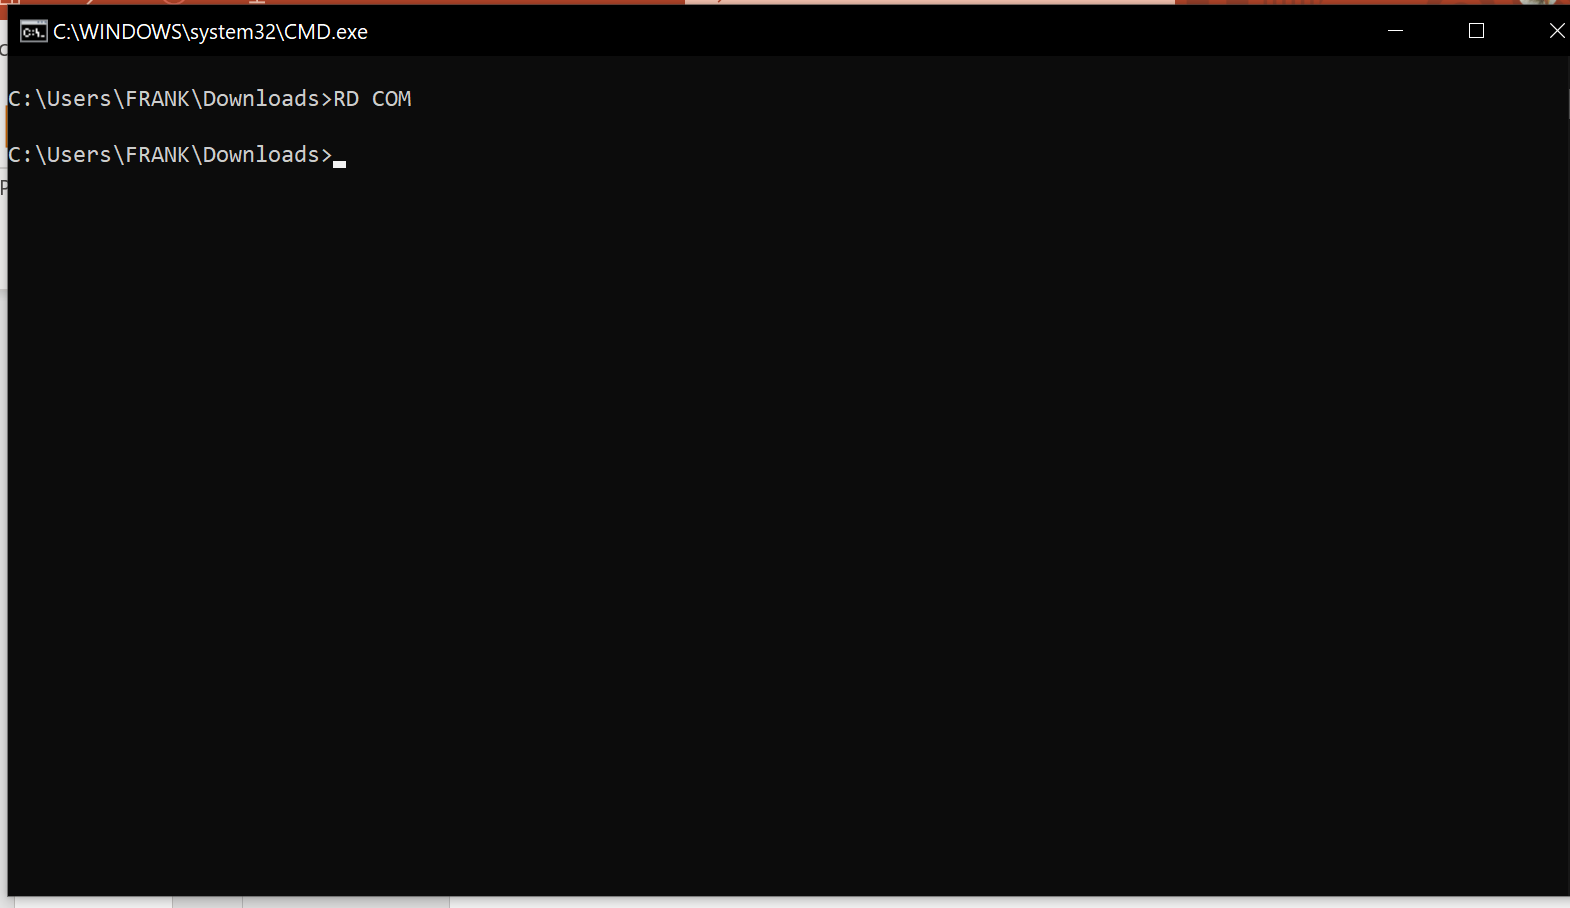 C:\WINDOWS\system32\CMD.exe
C:\Users\FRANK\Downloads>RD COM
C:\Users\FRANK\Downloads>